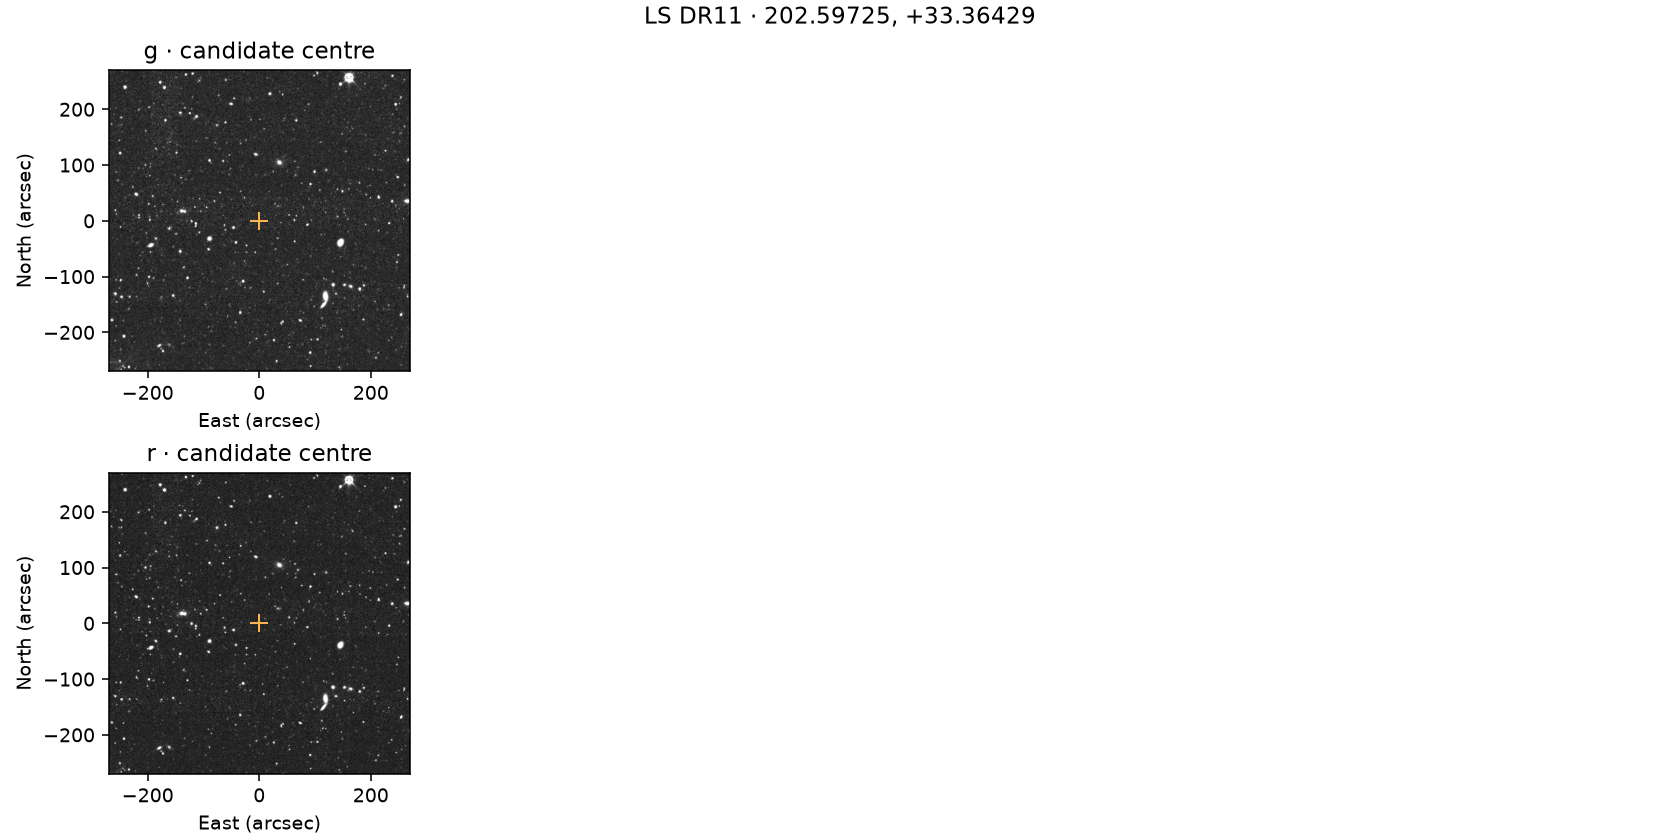 LS DR11 · 202.59725, +33.36429
g · candidate centre
200
100
0
−100
−200
North (arcsec)
−200 0 200
East (arcsec)
r · candidate centre
200
100
0
−100
−200
North (arcsec)
−200 0 200
East (arcsec)